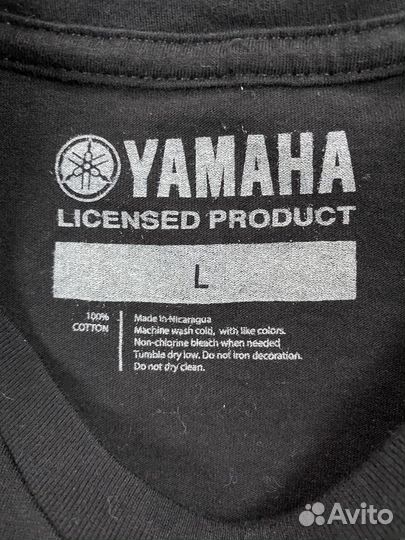 YAMAHA
LICENSED PRODUCT
L
100%
COTTON
Made in Nicaragua
Machine wash cold, with like colors.
Non-chlorine bleach when needed
Tumble dry low. Do not iron decoration.
Do not dry clean.
Avito